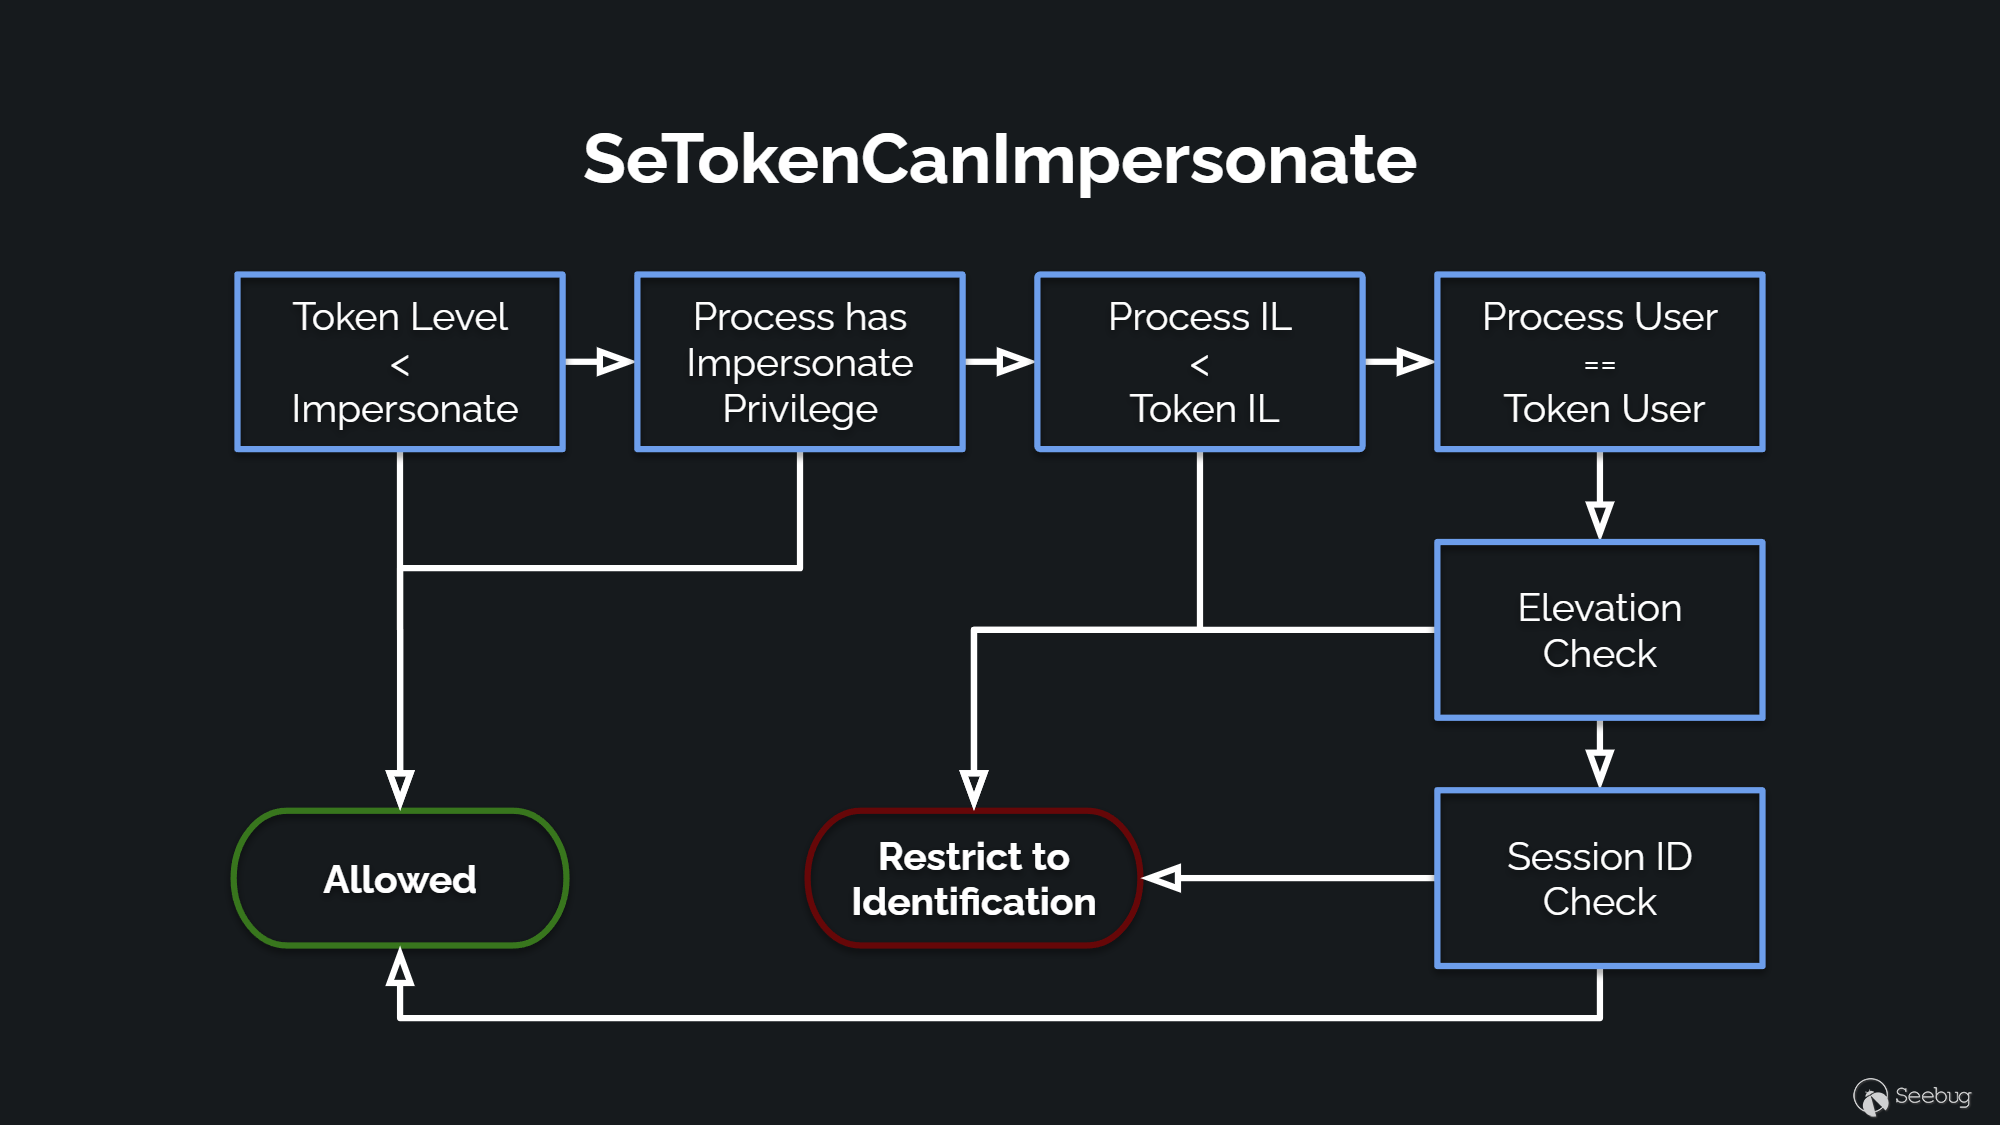 SeTokenCanImpersonate
Token Level
<
Impersonate
Process has
Impersonate
Privilege
Process IL
<
Token IL
Process User
==
Token User
Elevation
Check
Allowed
Restrict to
Identification
Session ID
Check
Seebug